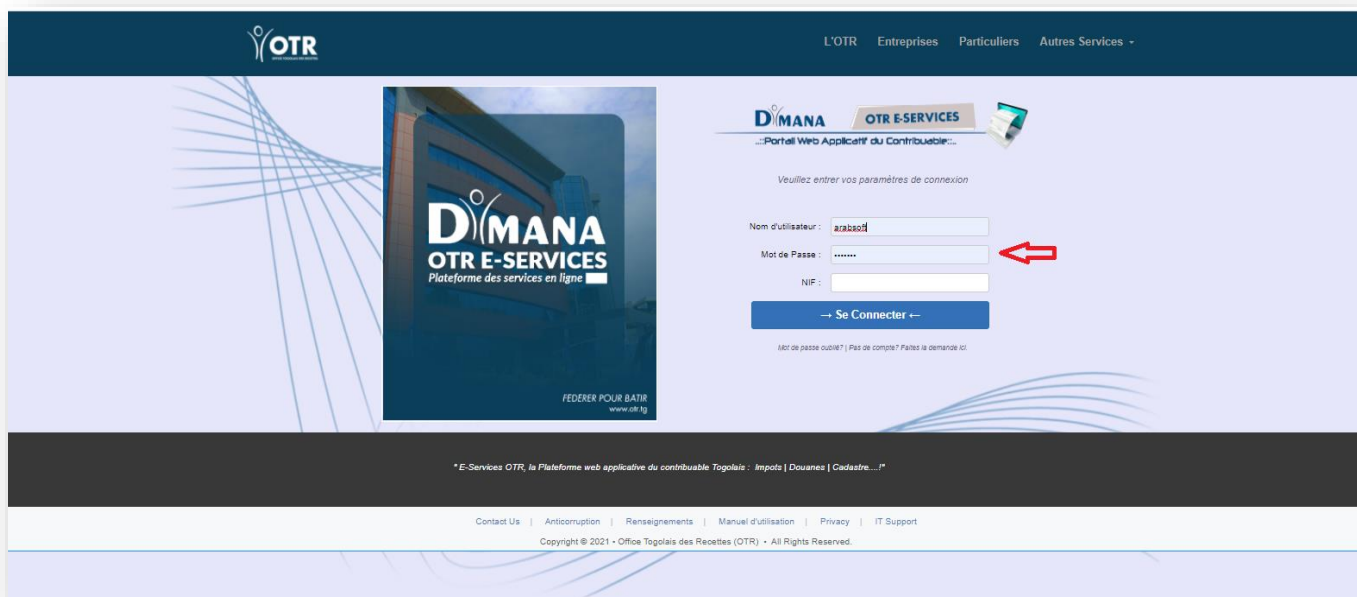 OTR
L'OTR Entreprises Particuliers Autres Services
DIMANA
OTR E-SERVICES
Plateforme des services en ligne
FEDERER POUR BATIR
www.otr.tg
DIMANA OTR E-SERVICES
..::Portail Web Applicatif du Contribuable::..
Veuillez entrer vos paramètres de connexion
Nom d'utilisateur : arabsoft
Mot de Passe : •••••••
NIF :
→ Se Connecter ←
Mot de passe oublié? | Pas de compte? Faites la demande ici.
" E-Services OTR, la Plateforme web applicative du contribuable Togolais : Impots | Douanes | Cadastre....!"
Contact Us | Anticorruption | Renseignements | Manuel d'utilisation | Privacy | IT Support
Copyright © 2021 • Office Togolais des Recettes (OTR) • All Rights Reserved.